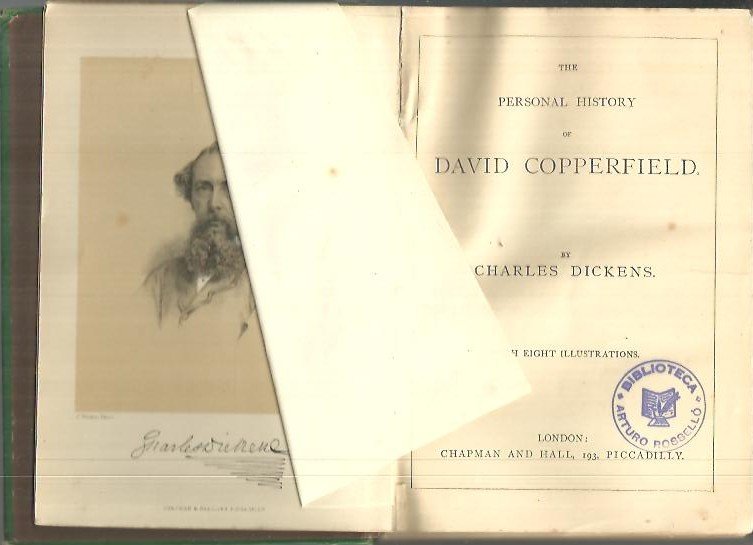 Charles Dickens
THE
PERSONAL HISTORY
OF
DAVID COPPERFIELD.
BY
CHARLES DICKENS.
EIGHT ILLUSTRATIONS.
BIBLIOTECA
ARTURO ROSSELLÓ
LONDON:
CHAPMAN AND HALL, 193, PICCADILLY.